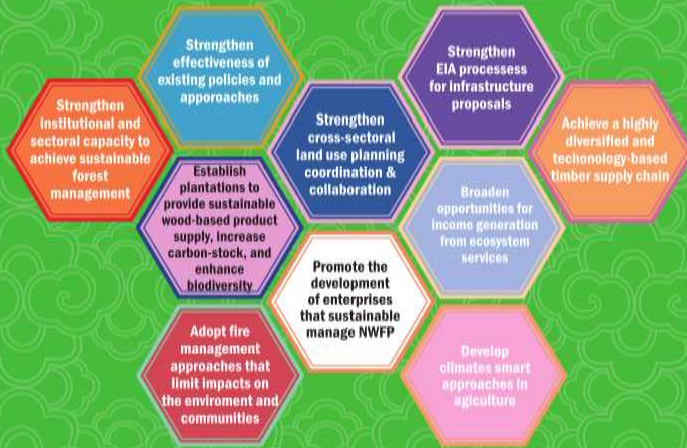 Strengthen
effectiveness of
existing policies and
apporoaches
Strengthen
EIA processess
for infrastructure
proposals
Strengthen
institutional and
sectoral capacity to
achieve sustainable
forest
management
Strengthen
cross-sectoral
land use planning
coordination &
collaboration
Achieve a highly
diversified and
techonology-based
timber supply chain
Establish
plantations to
provide sustainable
wood-based product
supply, increase
carbon-stock, and
enhance
biodiversity
Broaden
opportunities for
income generation
from ecosystem
services
Promote the
development
of enterprises
that sustainable
manage NWFP
Adopt fire
management
approaches that
limit impacts on
the enviroment and
communities
Develop
climates smart
approaches in
agiculture